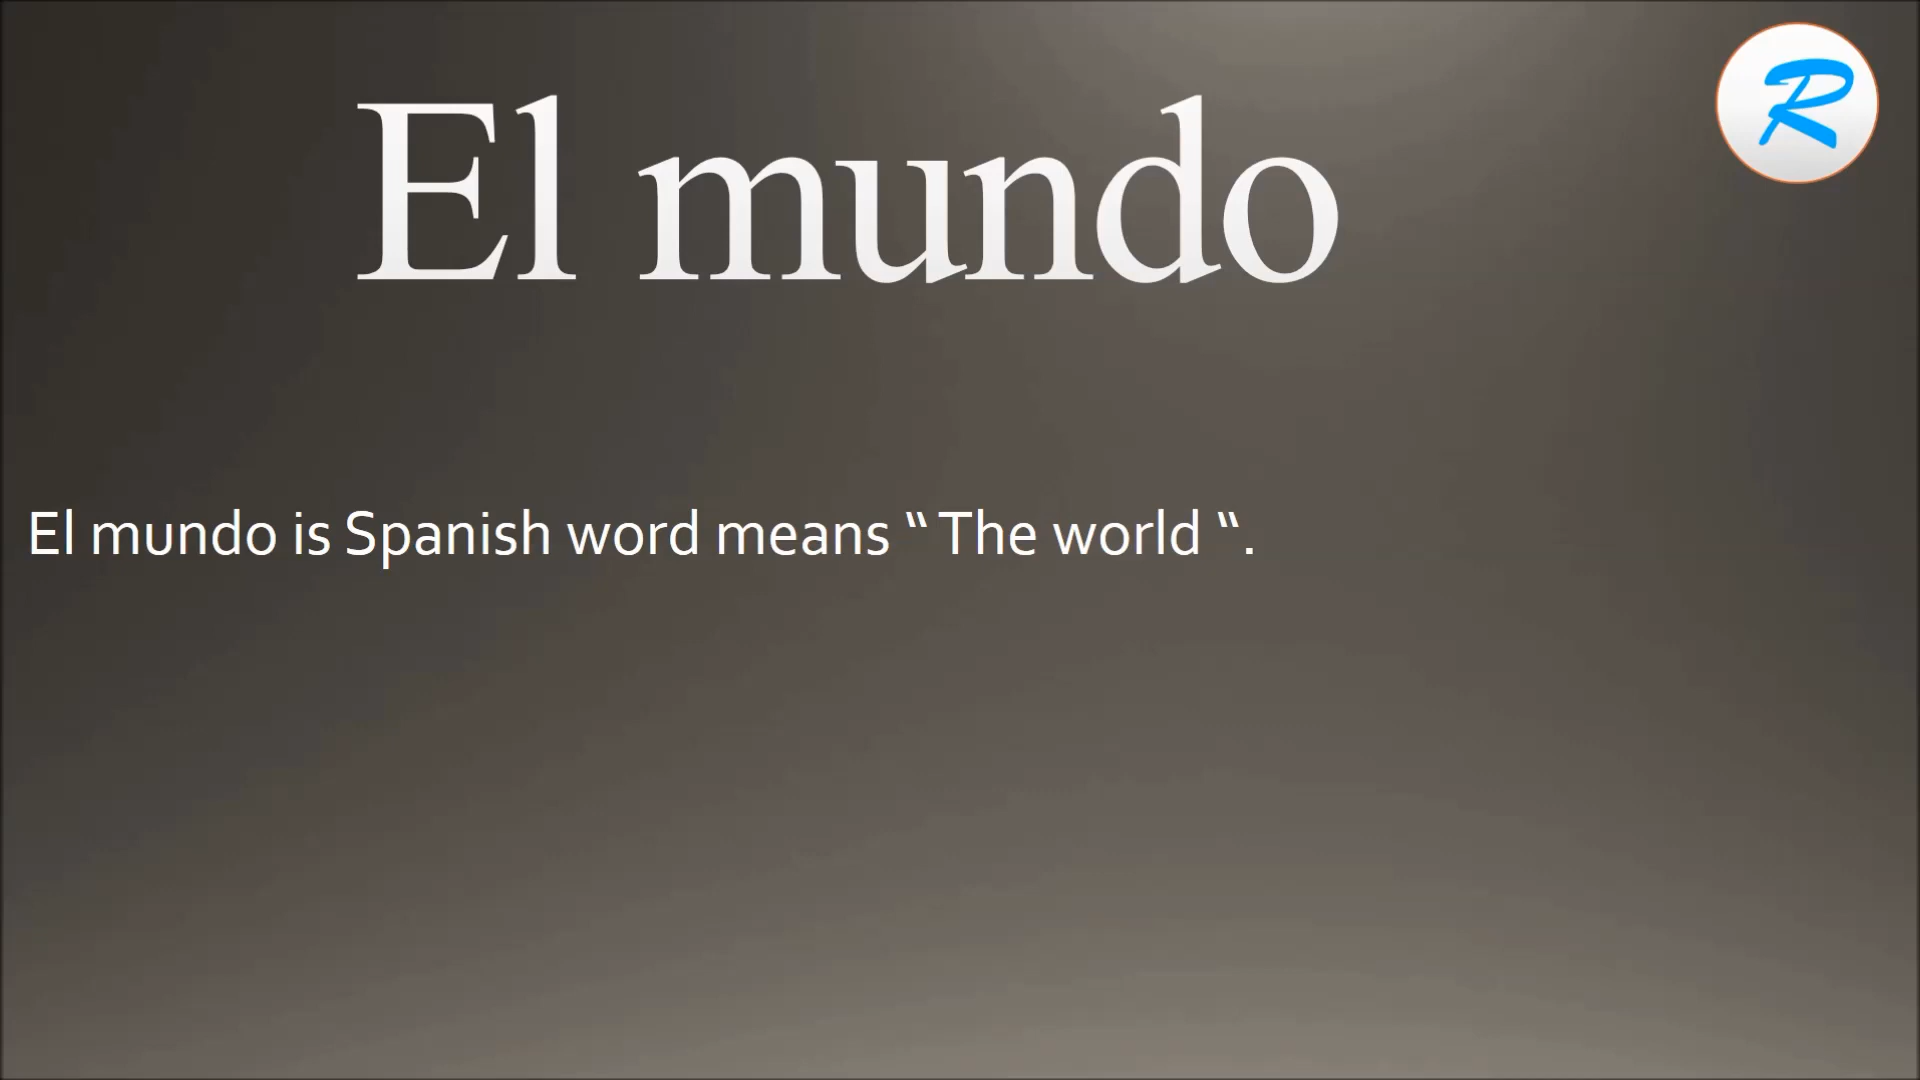 El mundo
R
El mundo is Spanish word means “ The world “.